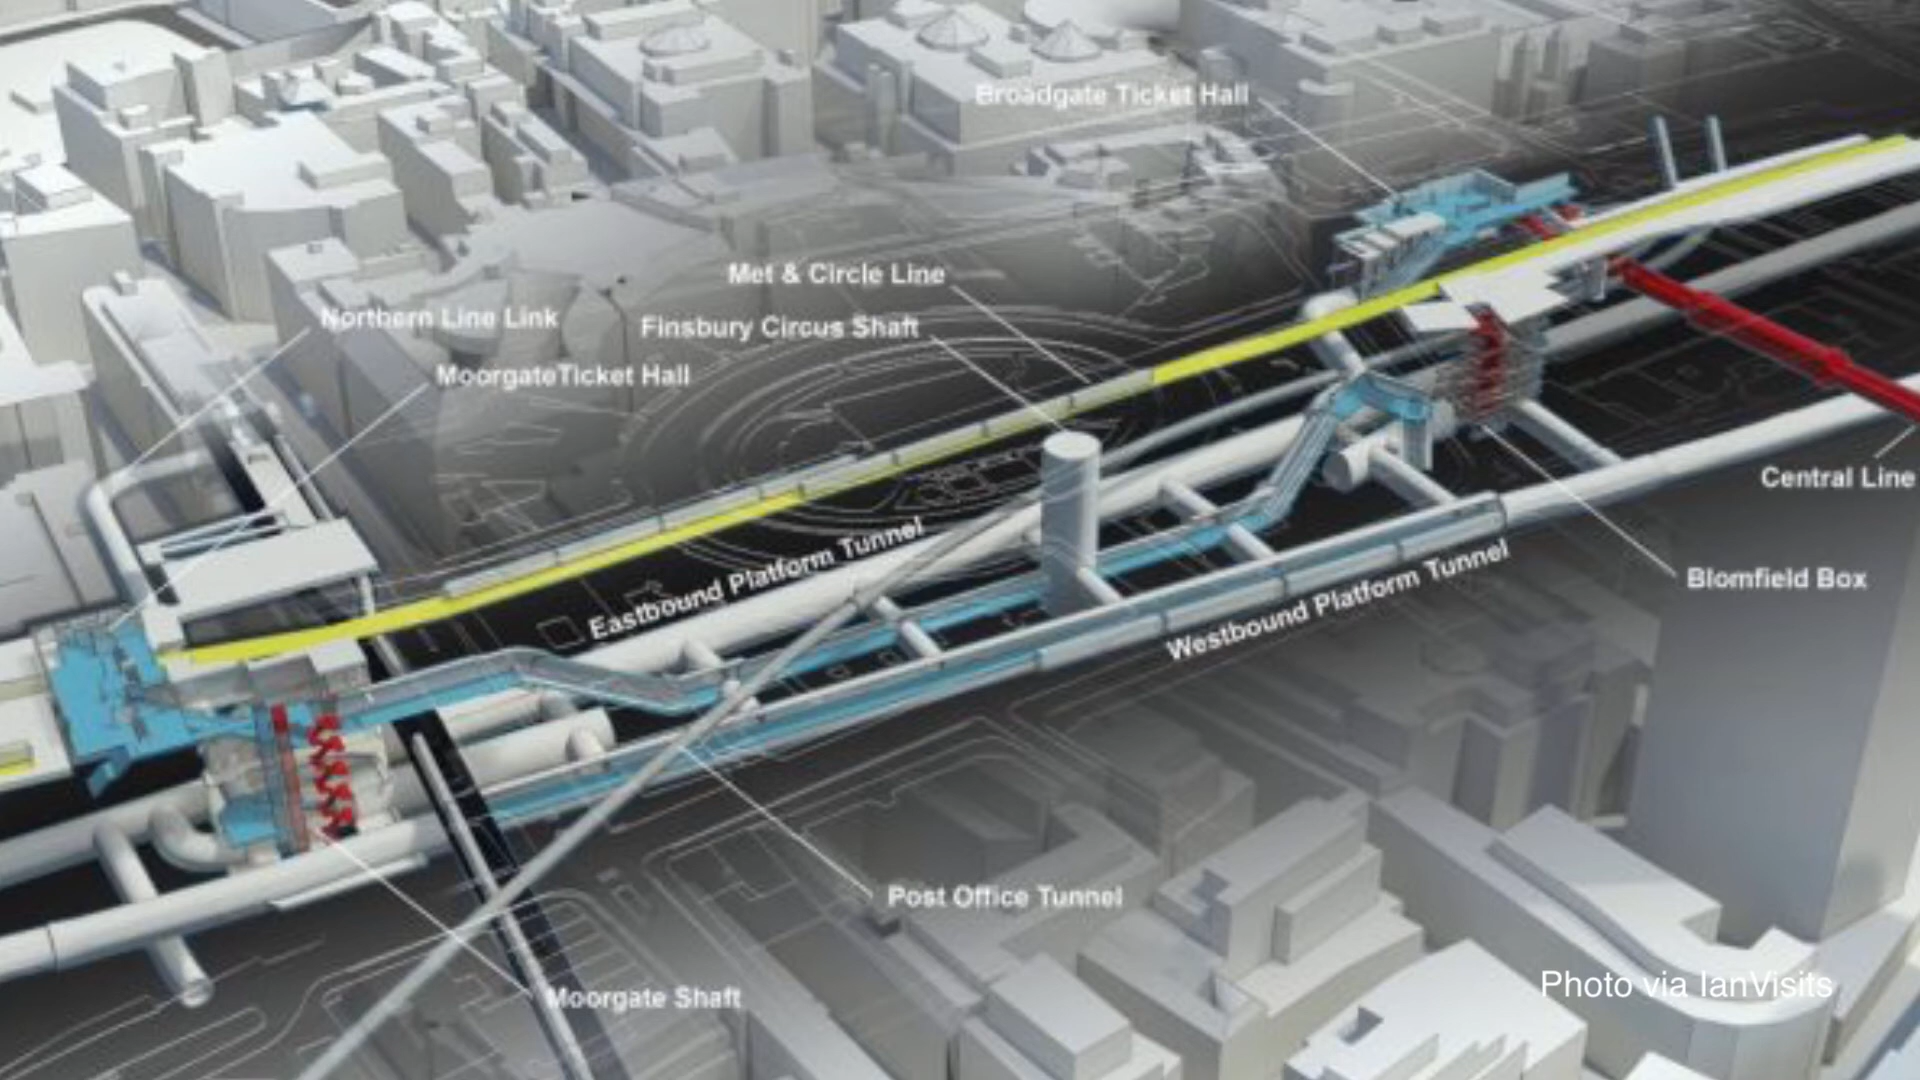 Broadgate Ticket Hall
Met & Circle Line
Northern Line Link
Finsbury Circus Shaft
MoorgateTicket Hall
Central Line
Eastbound Platform Tunnel
Westbound Platform Tunnel
Blomfield Box
Post Office Tunnel
Moorgate Shaft
Photo via IanVisits